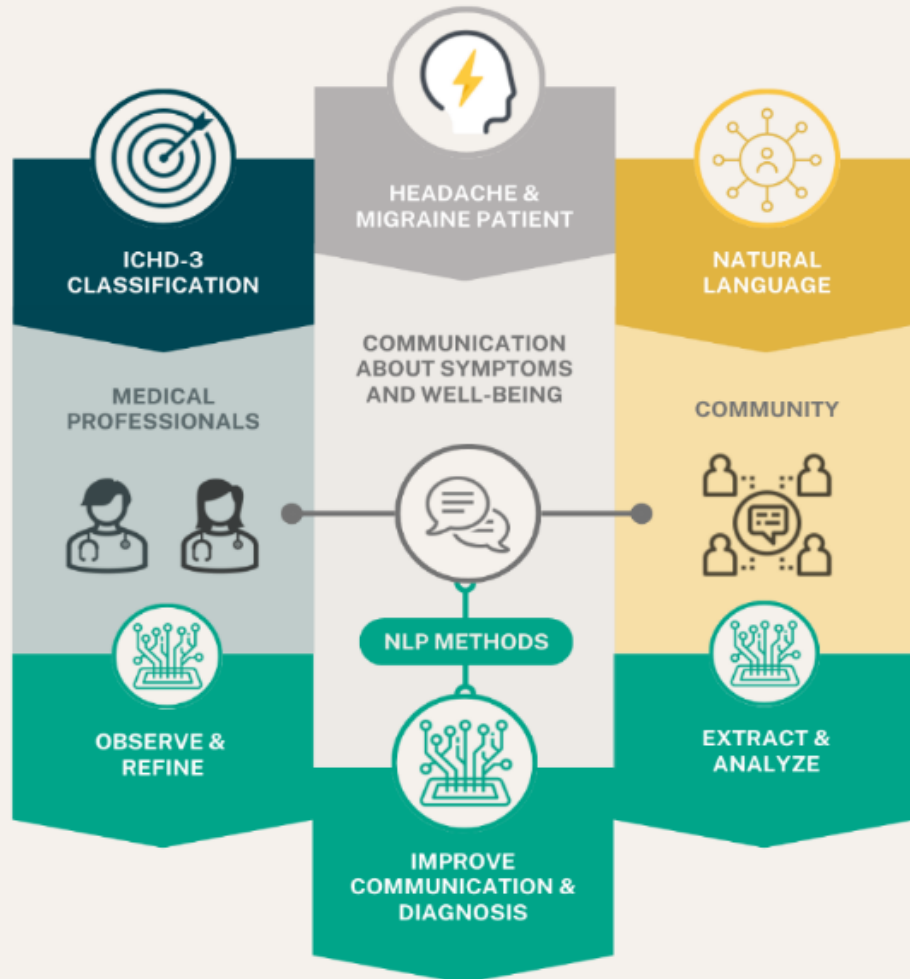 HEADACHE &
MIGRAINE PATIENT
ICHD-3
CLASSIFICATION
NATURAL
LANGUAGE
COMMUNICATION
ABOUT SYMPTOMS
AND WELL-BEING
MEDICAL
PROFESSIONALS
COMMUNITY
NLP METHODS
OBSERVE &
REFINE
EXTRACT &
ANALYZE
IMPROVE
COMMUNICATION &
DIAGNOSIS